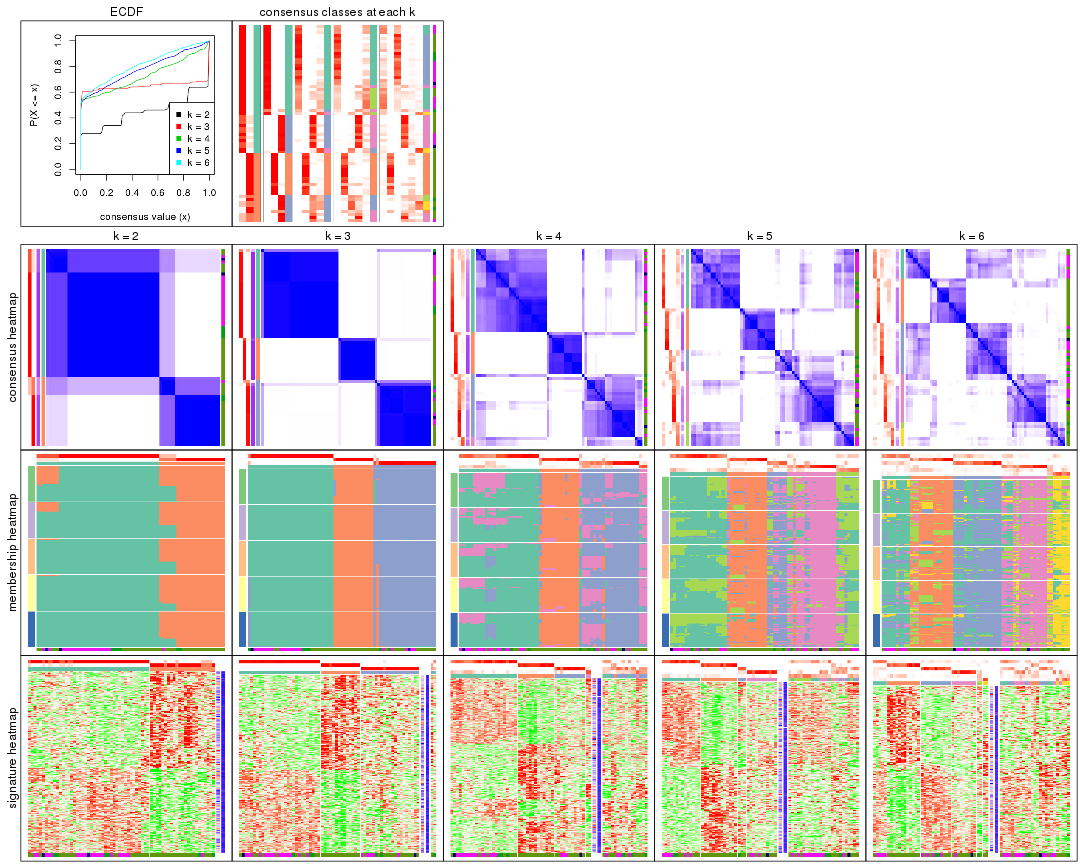 ECDF
consensus classes at each k
P(X <= x)
0.0
0.2
0.4
0.6
0.8
1.0
k = 2
k = 3
k = 4
k = 5
k = 6
0.0 0.2 0.4 0.6 0.8 1.0
consensus value (x)
k = 2
k = 3
k = 4
k = 5
k = 6
consensus heatmap
membership heatmap
signature heatmap